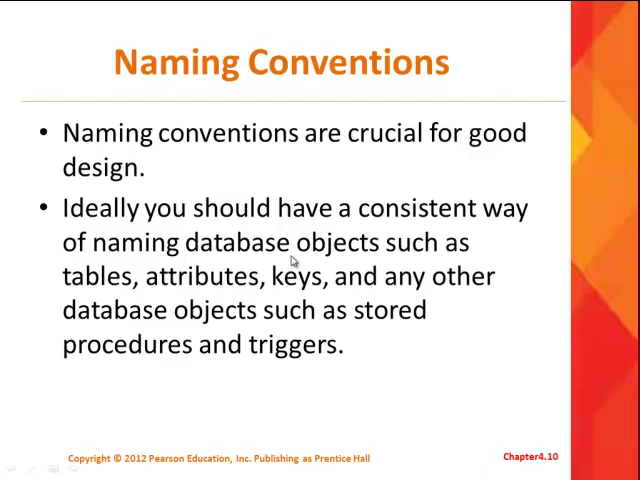 Naming Conventions
• Naming conventions are crucial for good
design.
• Ideally you should have a consistent way
of naming database objects such as
tables, attributes, keys, and any other
database objects such as stored
procedures and triggers.
Copyright © 2012 Pearson Education, Inc. Publishing as Prentice Hall
Chapter4.10